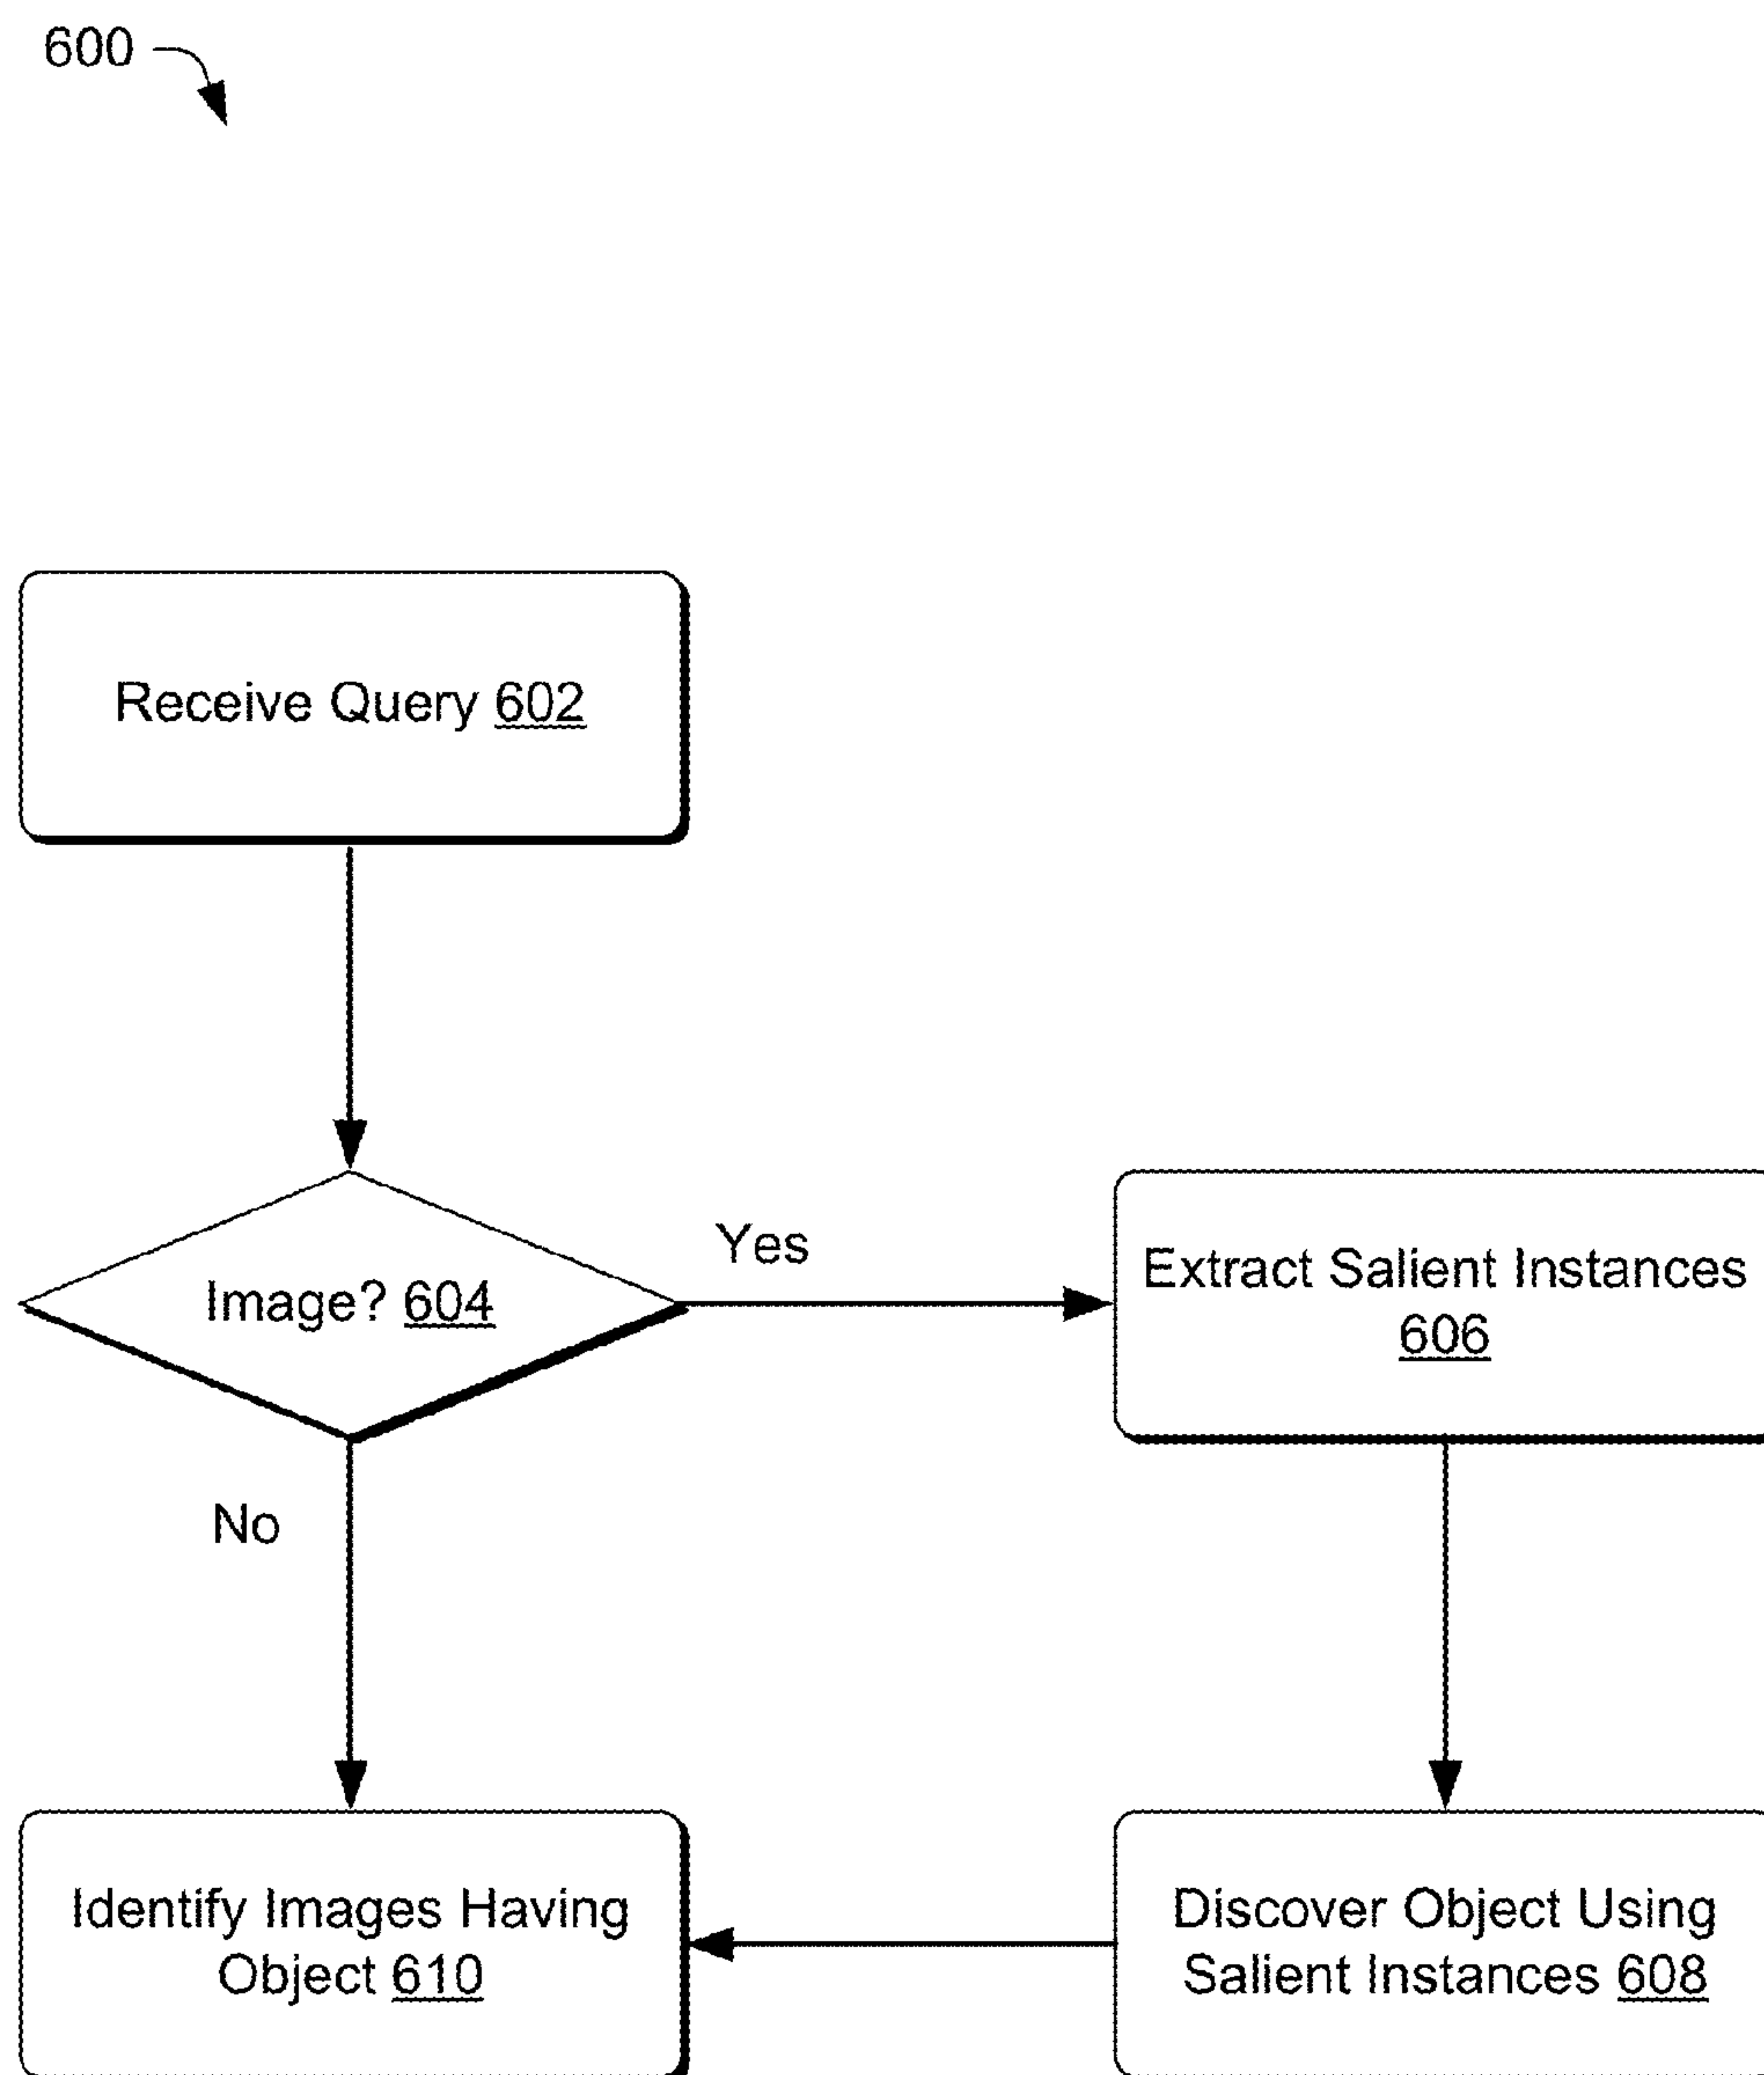 600
Receive Query 602
Image? 604
Yes
Extract Salient Instances
606
No
Identify Images Having
Object 610
Discover Object Using
Salient Instances 608